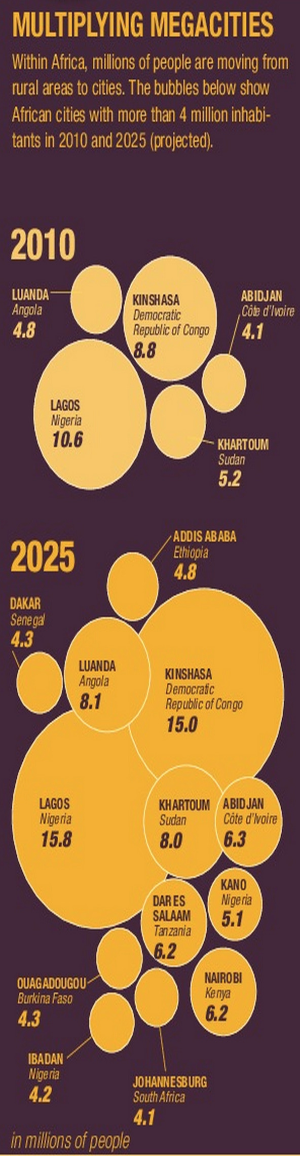 MULTIPLYING MEGACITIES
Within Africa, millions of people are moving from
rural areas to cities. The bubbles below show
African cities with more than 4 million inhabi-
tants in 2010 and 2025 (projected).
2010
LUANDA
Angola
4.8
KINSHASA
Democratic
Republic of Congo
8.8
ABIDJAN
Côte d'Ivoire
4.1
LAGOS
Nigeria
10.6
KHARTOUM
Sudan
5.2
2025
ADDIS ABABA
Ethiopia
4.8
DAKAR
Senegal
4.3
LUANDA
Angola
8.1
KINSHASA
Democratic
Republic of Congo
15.0
LAGOS
Nigeria
15.8
KHARTOUM
Sudan
8.0
ABIDJAN
Côte d'Ivoire
6.3
DAR ES
SALAAM
Tanzania
6.2
KANO
Nigeria
5.1
OUAGADOUGOU
Burkina Faso
4.3
NAIROBI
Kenya
6.2
IBADAN
Nigeria
4.2
JOHANNESBURG
South Africa
4.1
in millions of people